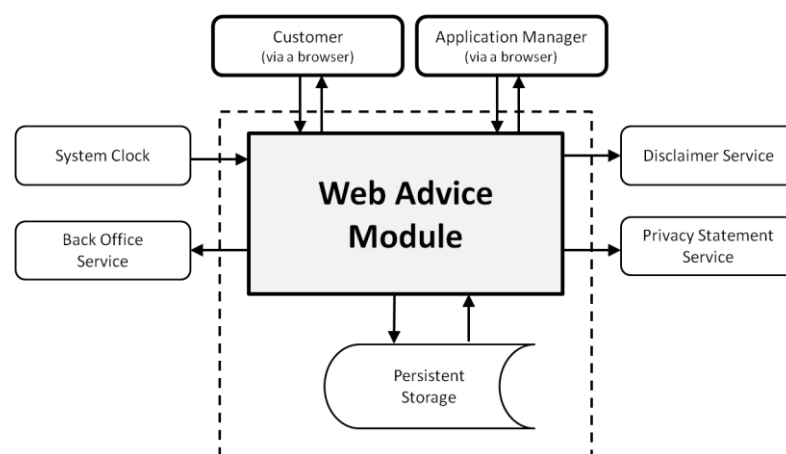 Customer
(via a browser)
Application Manager
(via a browser)
System Clock
Disclaimer Service
Web Advice
Module
Back Office
Service
Privacy Statement
Service
Persistent
Storage